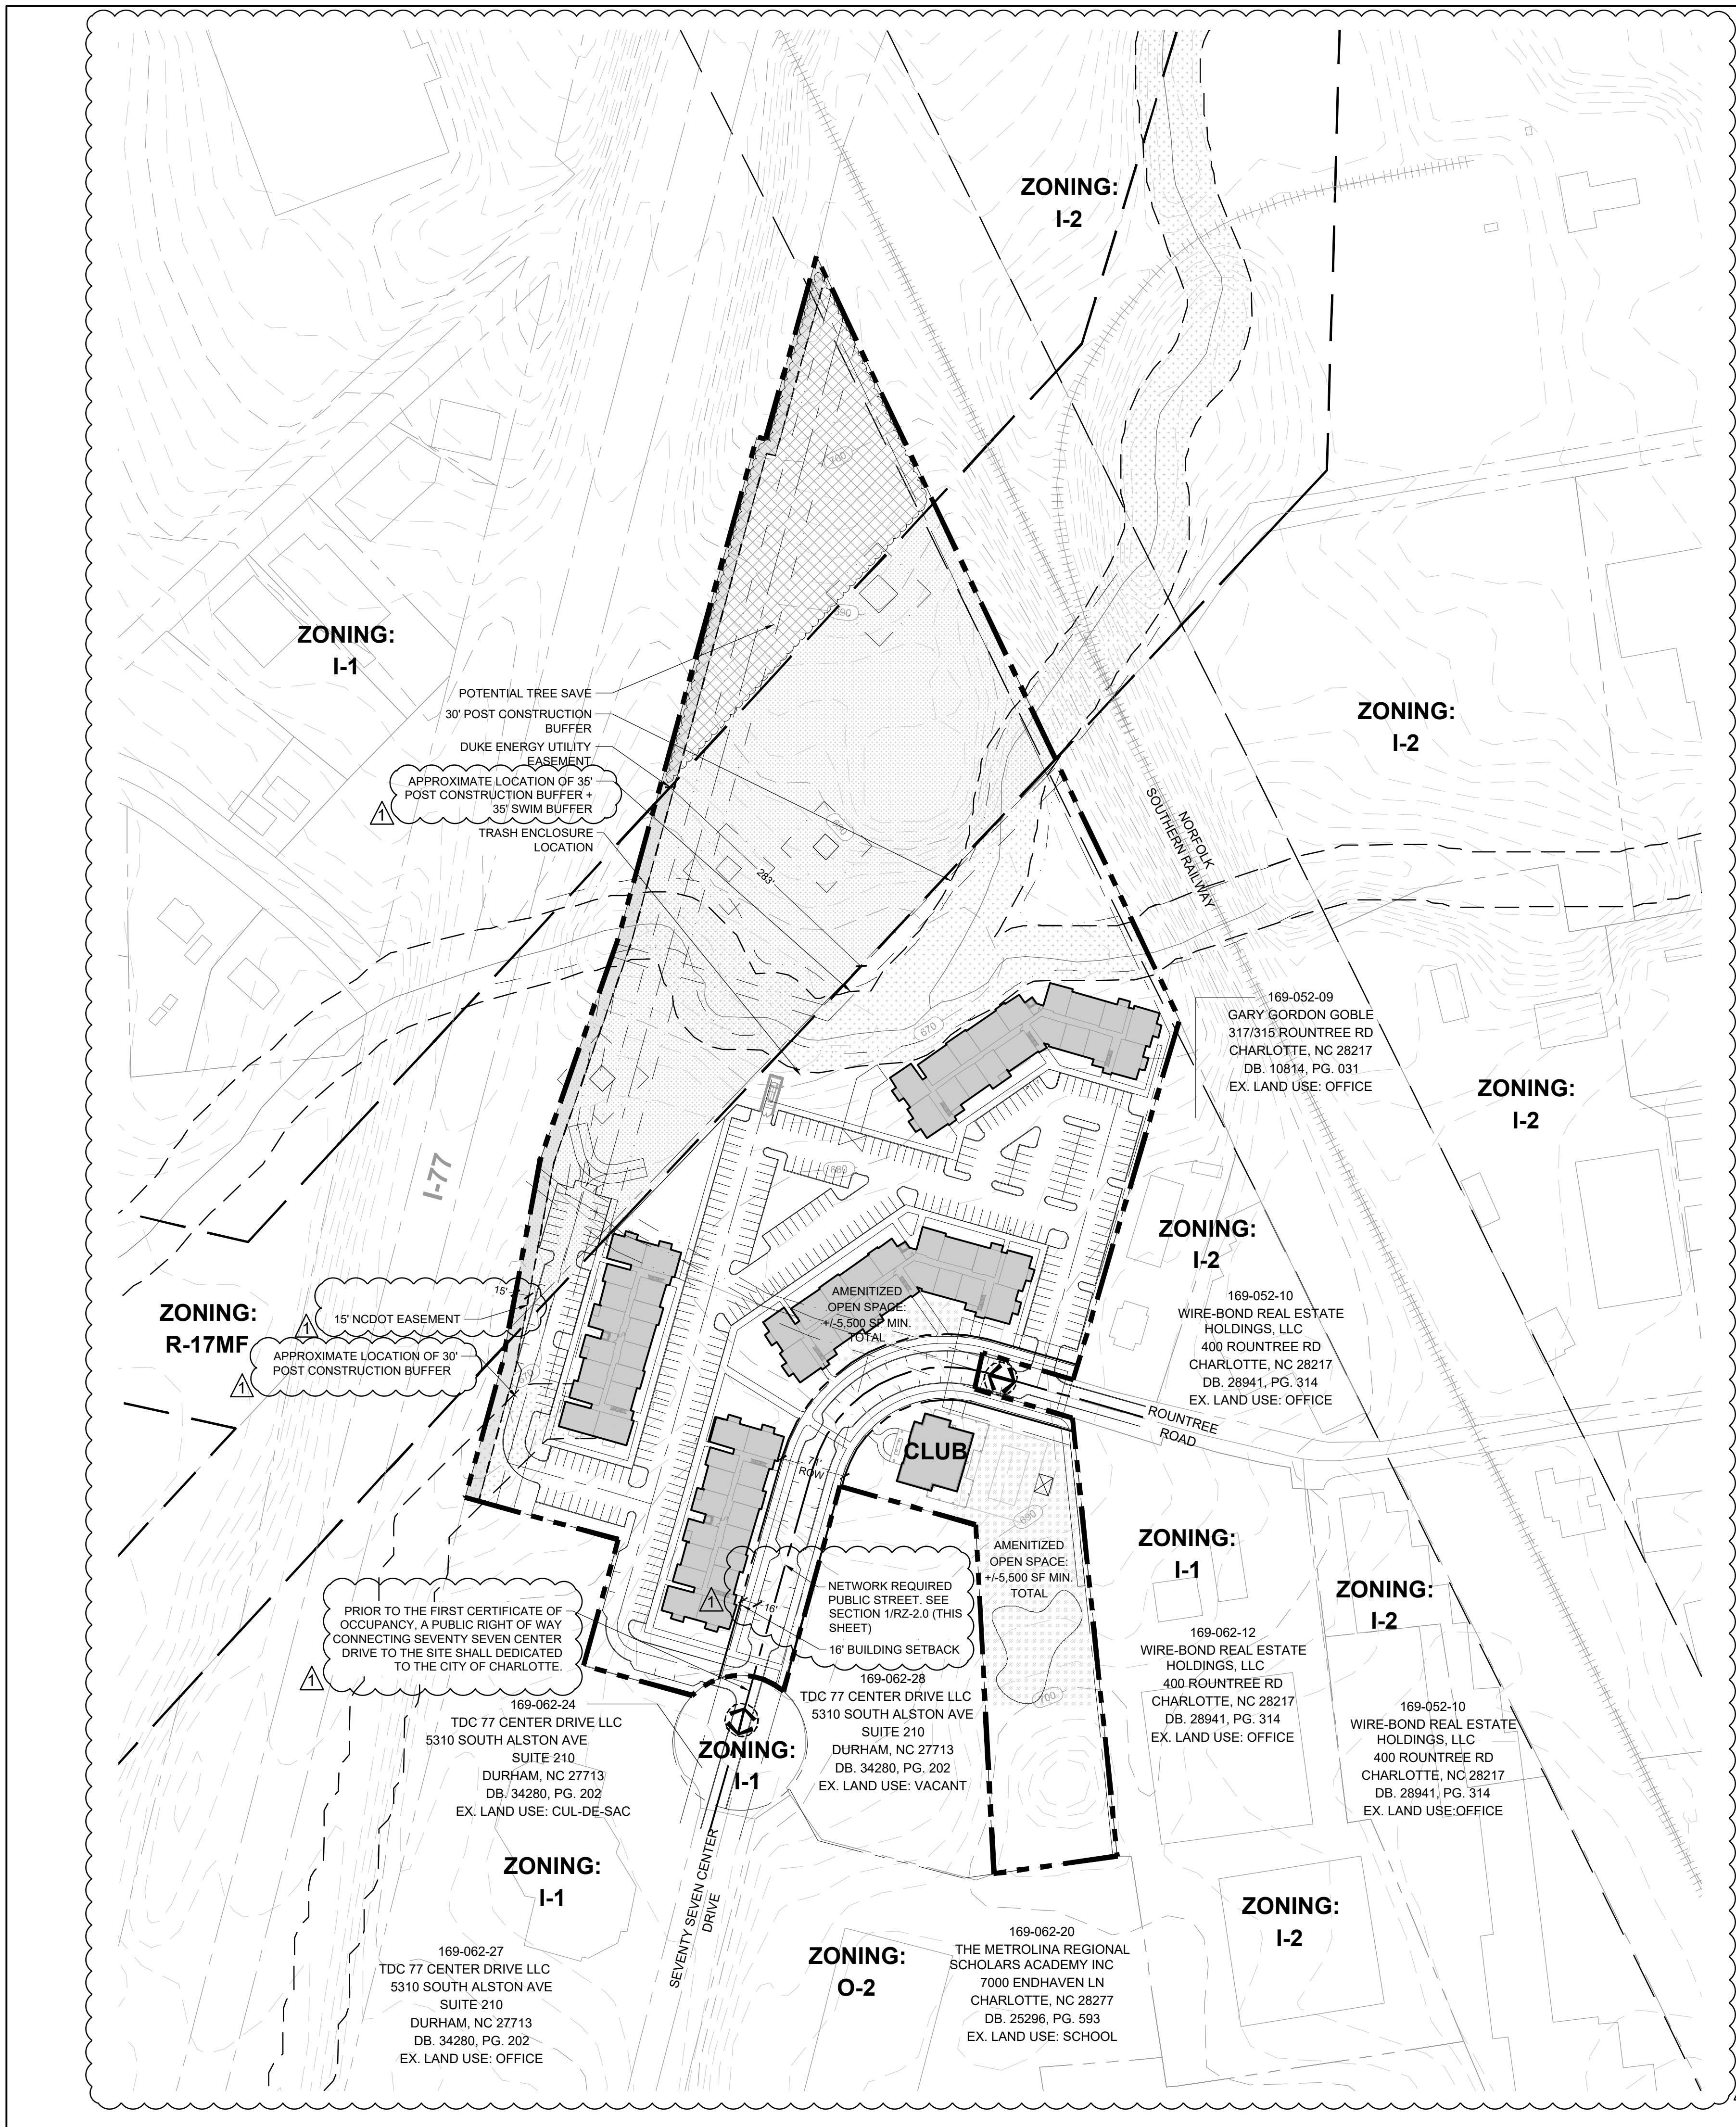 ZONING:
I-2
ZONING:
I-1
700
690
POTENTIAL TREE SAVE
30' POST CONSTRUCTION
BUFFER
DUKE ENERGY UTILITY
EASEMENT
APPROXIMATE LOCATION OF 35'
POST CONSTRUCTION BUFFER +
35' SWIM BUFFER
1
TRASH ENCLOSURE
LOCATION
283'
ZONING:
I-2
NORFOLK
SOUTHERN RAILWAY
670
169-052-09
GARY GORDON GOBLE
317/315 ROUNTREE RD
CHARLOTTE, NC 28217
DB. 10814, PG. 031
EX. LAND USE: OFFICE
ZONING:
I-2
I-77
680
ZONING:
I-2
169-052-10
WIRE-BOND REAL ESTATE
HOLDINGS, LLC
400 ROUNTREE RD
CHARLOTTE, NC 28217
DB. 28941, PG. 314
EX. LAND USE: OFFICE
ZONING:
R-17MF
15'
15' NCDOT EASEMENT
1
APPROXIMATE LOCATION OF 30'
POST CONSTRUCTION BUFFER
1
AMENITIZED
OPEN SPACE:
+/-5,500 SF MIN.
TOTAL
ROUNTREE
ROAD
CLUB
71'
ROW
690
AMENITIZED
OPEN SPACE:
+/-5,500 SF MIN.
TOTAL
700
ZONING:
I-1
ZONING:
I-2
NETWORK REQUIRED
PUBLIC STREET. SEE
SECTION 1/RZ-2.0 (THIS
SHEET)
1
16'
16' BUILDING SETBACK
PRIOR TO THE FIRST CERTIFICATE OF
OCCUPANCY, A PUBLIC RIGHT OF WAY
CONNECTING SEVENTY SEVEN CENTER
DRIVE TO THE SITE SHALL DEDICATED
TO THE CITY OF CHARLOTTE.
1
169-062-24
TDC 77 CENTER DRIVE LLC
5310 SOUTH ALSTON AVE
SUITE 210
DURHAM, NC 27713
DB. 34280, PG. 202
EX. LAND USE: CUL-DE-SAC
ZONING:
I-1
169-062-28
TDC 77 CENTER DRIVE LLC
5310 SOUTH ALSTON AVE
SUITE 210
DURHAM, NC 27713
DB. 34280, PG. 202
EX. LAND USE: VACANT
169-062-12
WIRE-BOND REAL ESTATE
HOLDINGS, LLC
400 ROUNTREE RD
CHARLOTTE, NC 28217
DB. 28941, PG. 314
EX. LAND USE: OFFICE
169-052-10
WIRE-BOND REAL ESTATE
HOLDINGS, LLC
400 ROUNTREE RD
CHARLOTTE, NC 28217
DB. 28941, PG. 314
EX. LAND USE:OFFICE
ZONING:
I-1
SEVENTY SEVEN CENTER
DRIVE
ZONING:
I-2
169-062-27
TDC 77 CENTER DRIVE LLC
5310 SOUTH ALSTON AVE
SUITE 210
DURHAM, NC 27713
DB. 34280, PG. 202
EX. LAND USE: OFFICE
ZONING:
O-2
169-062-20
THE METROLINA REGIONAL
SCHOLARS ACADEMY INC
7000 ENDHAVEN LN
CHARLOTTE, NC 28277
DB. 25296, PG. 593
EX. LAND USE: SCHOOL